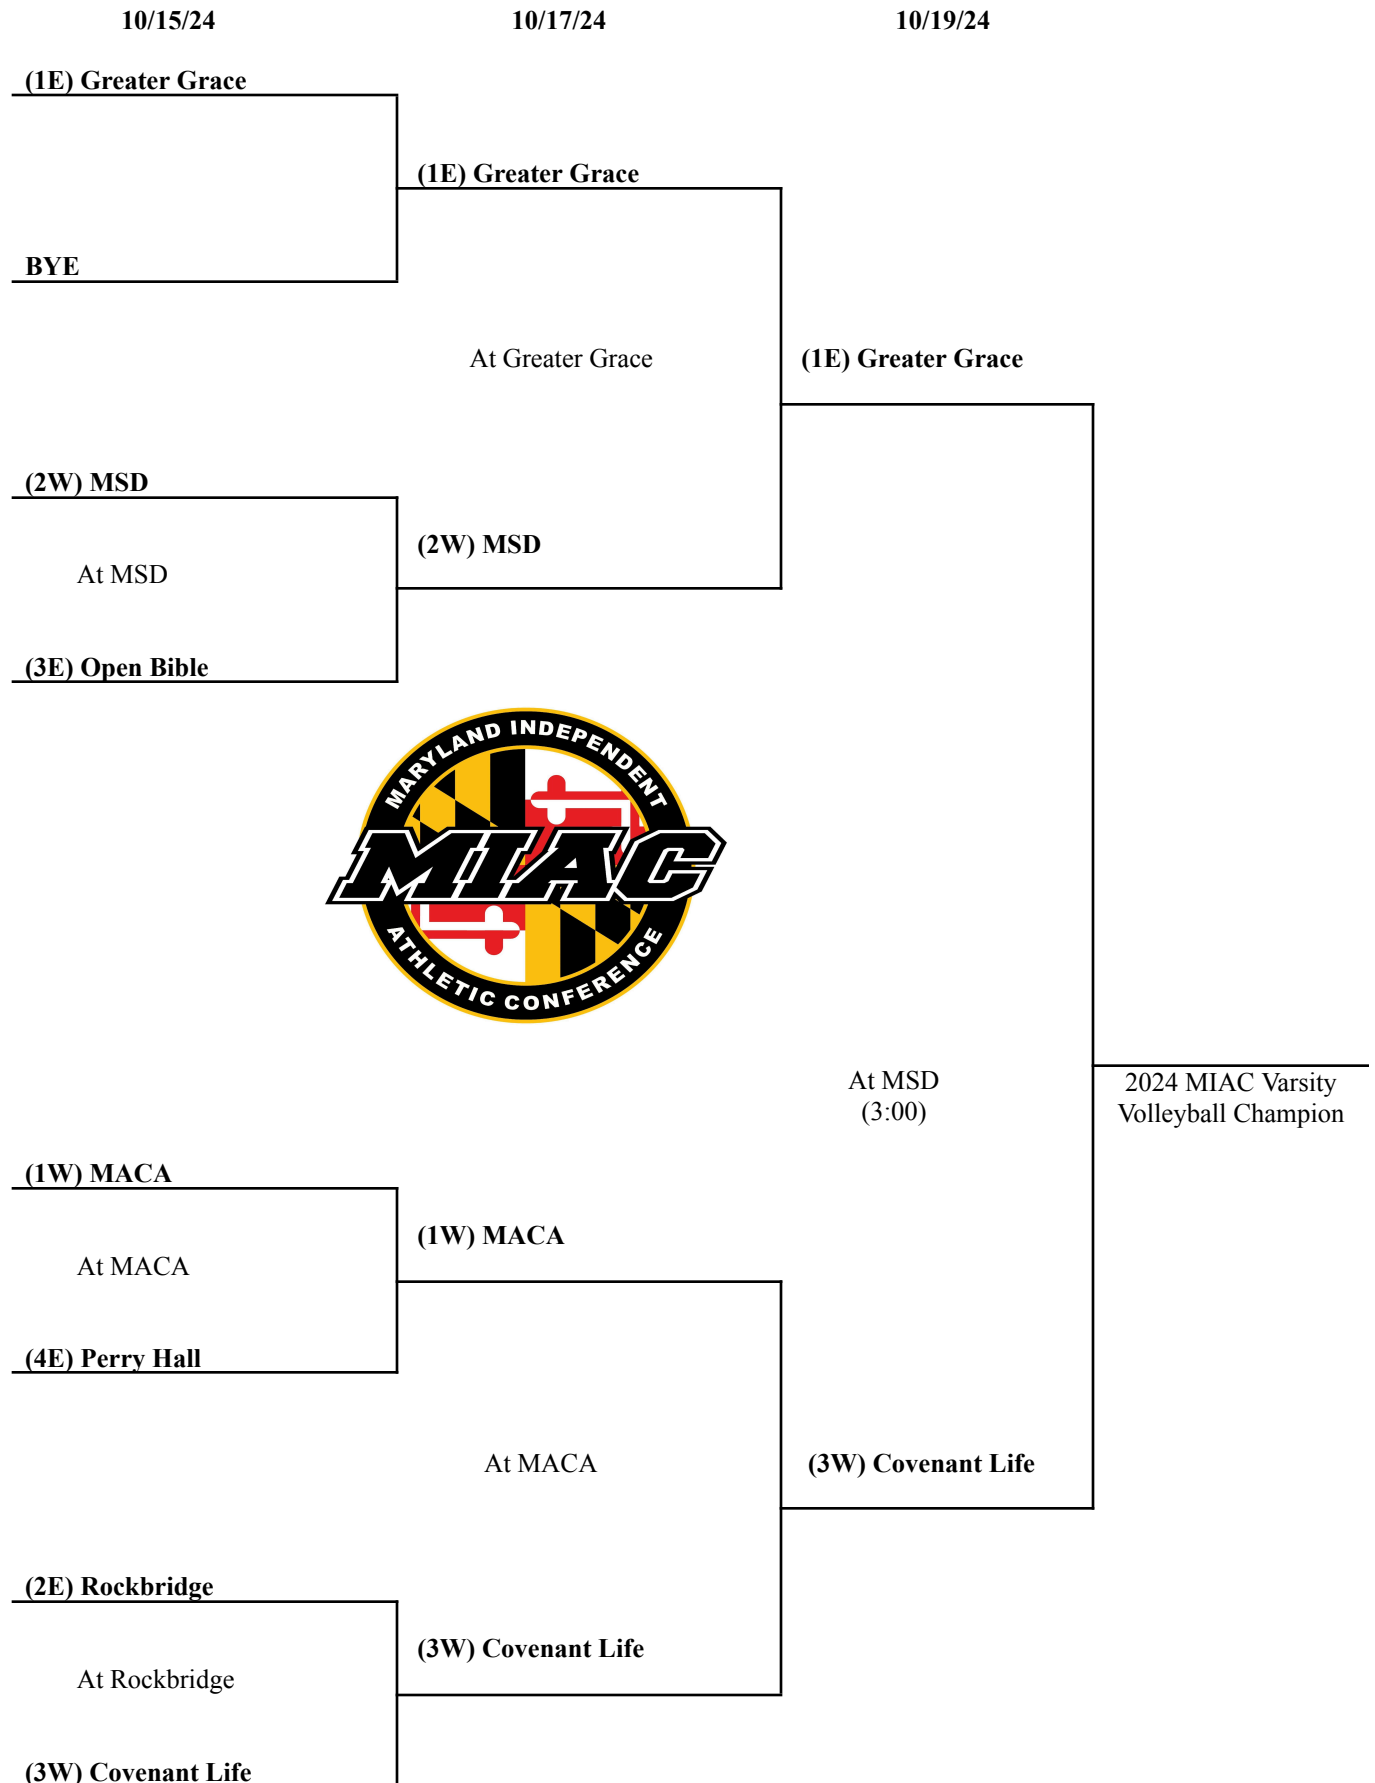 10/15/24 10/17/24 10/19/24
(1E) Greater Grace
(1E) Greater Grace
BYE
At Greater Grace (1E) Greater Grace
(2W) MSD
(2W) MSD
At MSD
(3E) Open Bible
MARYLAND INDEPENDENT
MIAC
ATHLETIC CONFERENCE
At MSD
(3:00)
2024 MIAC Varsity
Volleyball Champion
(1W) MACA
(1W) MACA
At MACA
(4E) Perry Hall
At MACA (3W) Covenant Life
(2E) Rockbridge
(3W) Covenant Life
At Rockbridge
(3W) Covenant Life